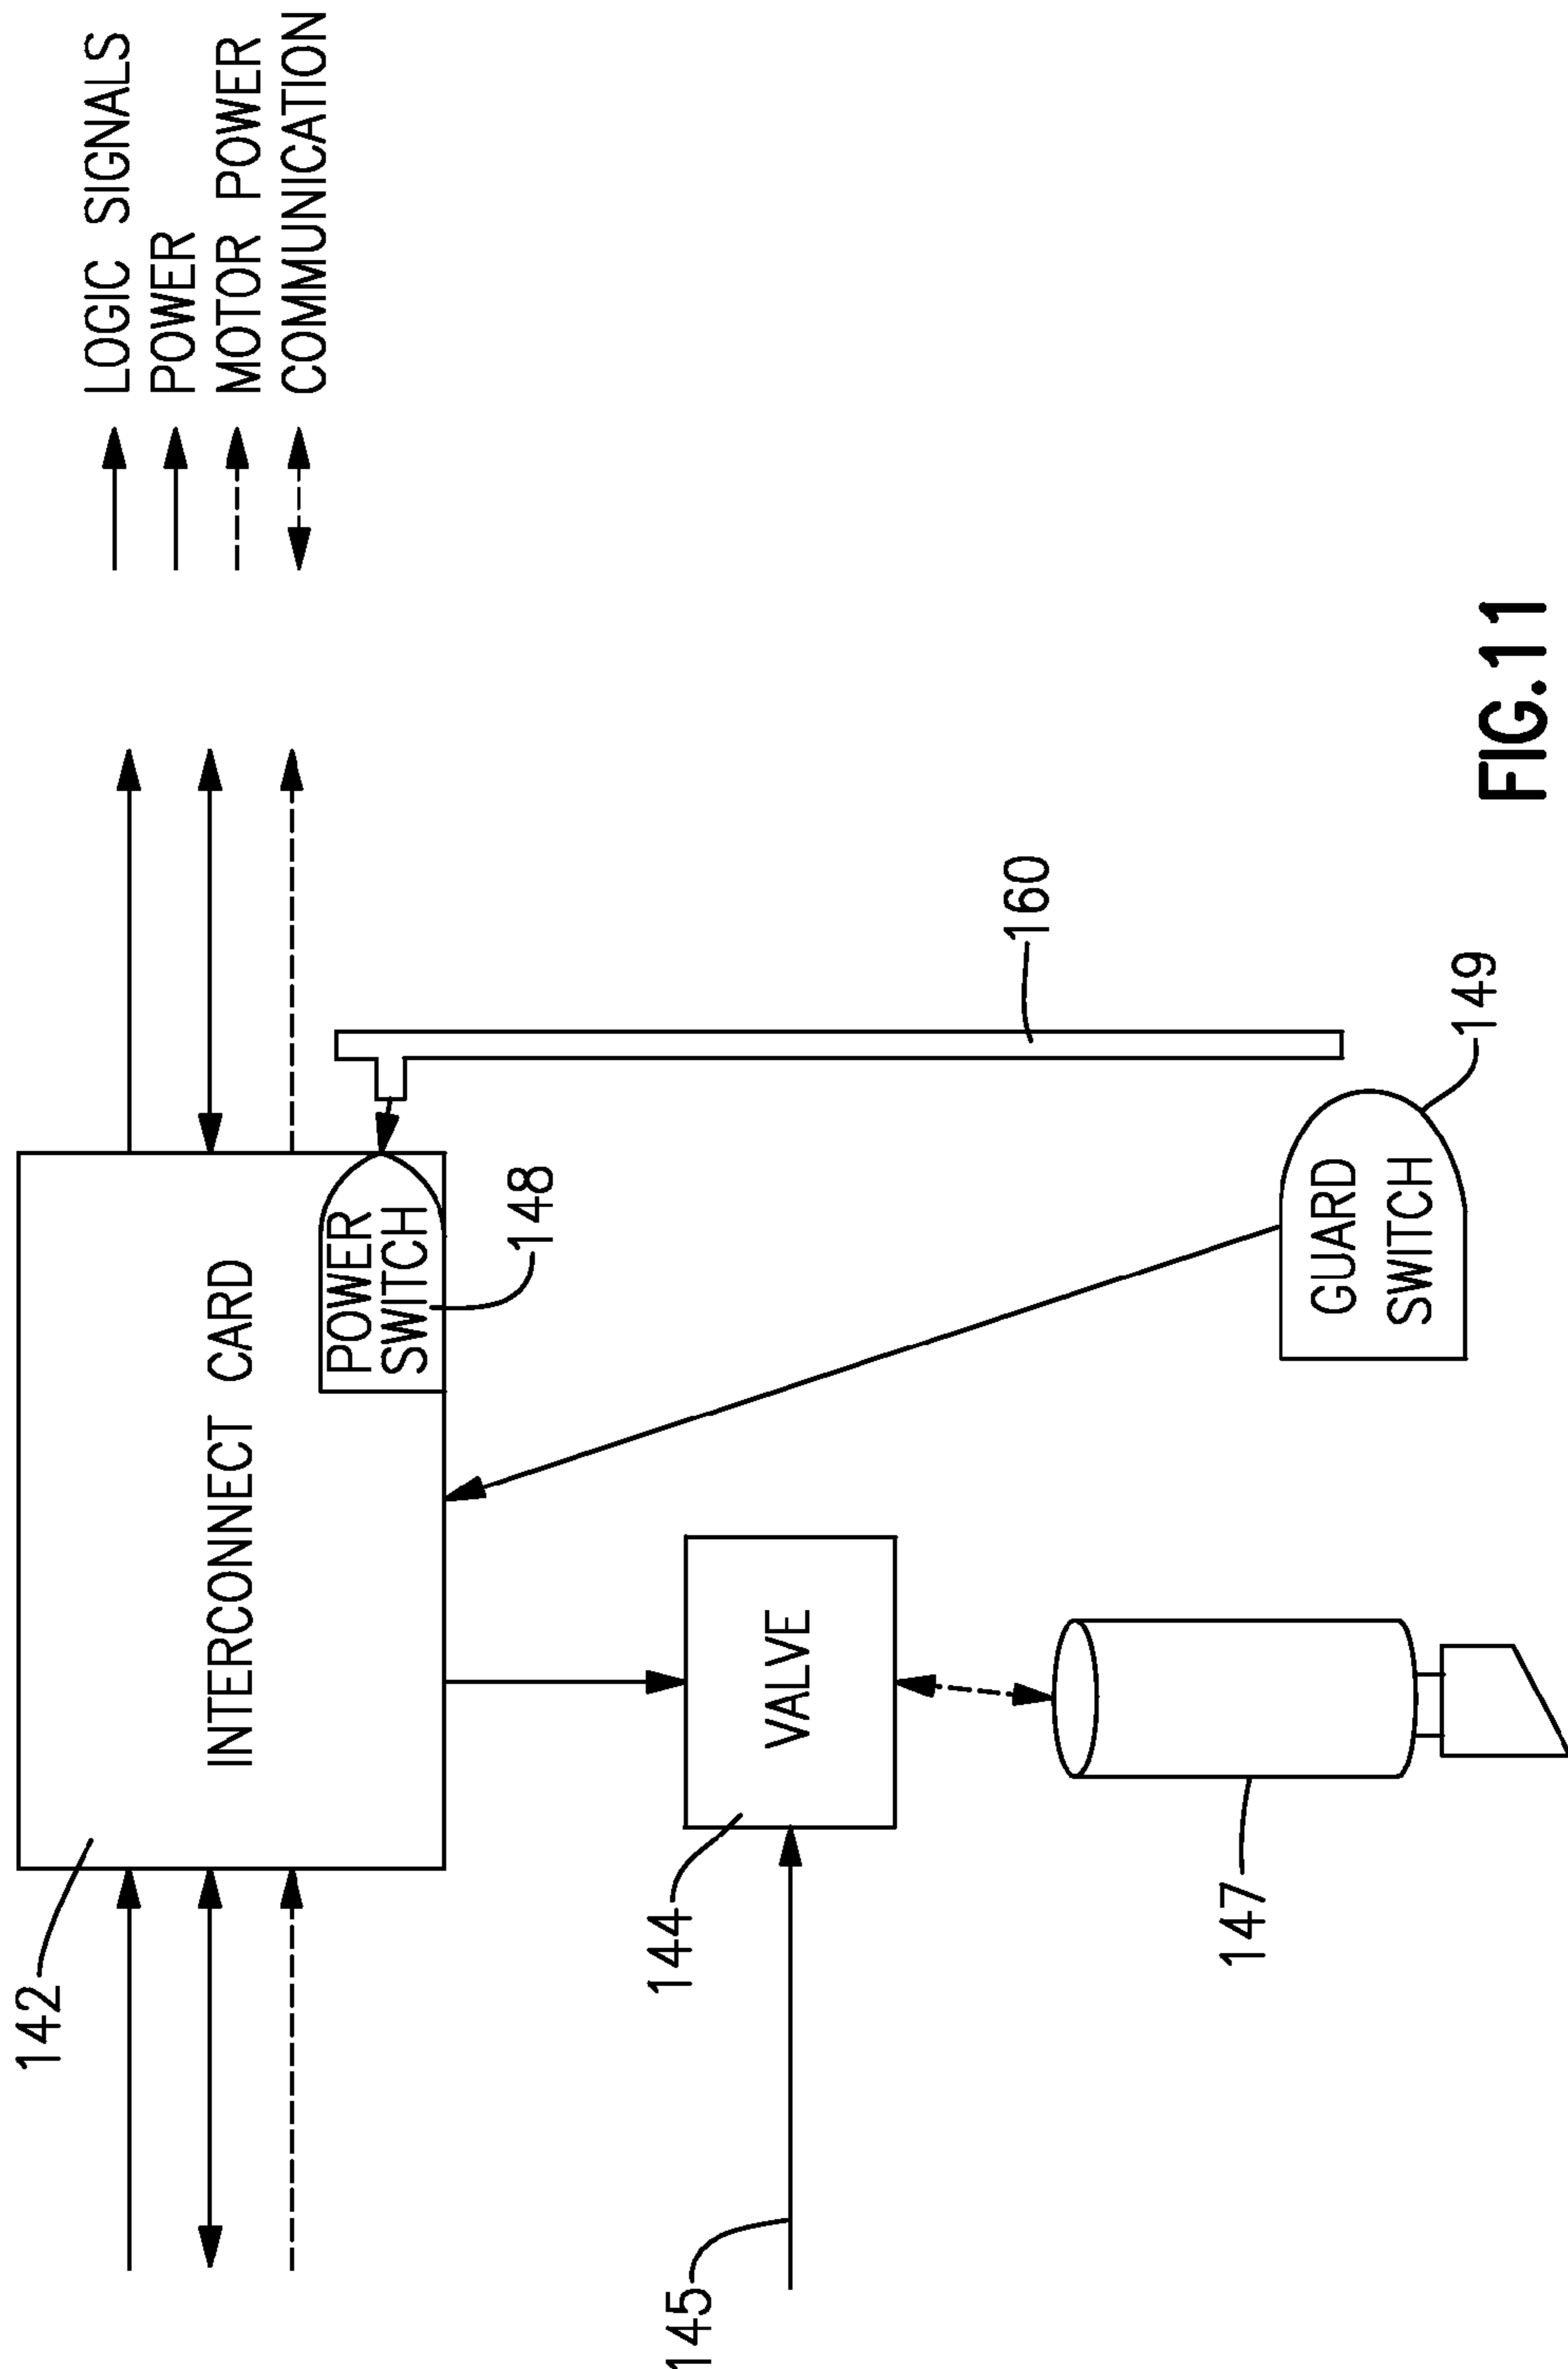 LOGIC SIGNALS
POWER
MOTOR POWER
COMMUNICATION
142
INTERCONNECT CARD
POWER
SWITCH
148
144
VALVE
145
160
147
GUARD
SWITCH
149
FIG.11